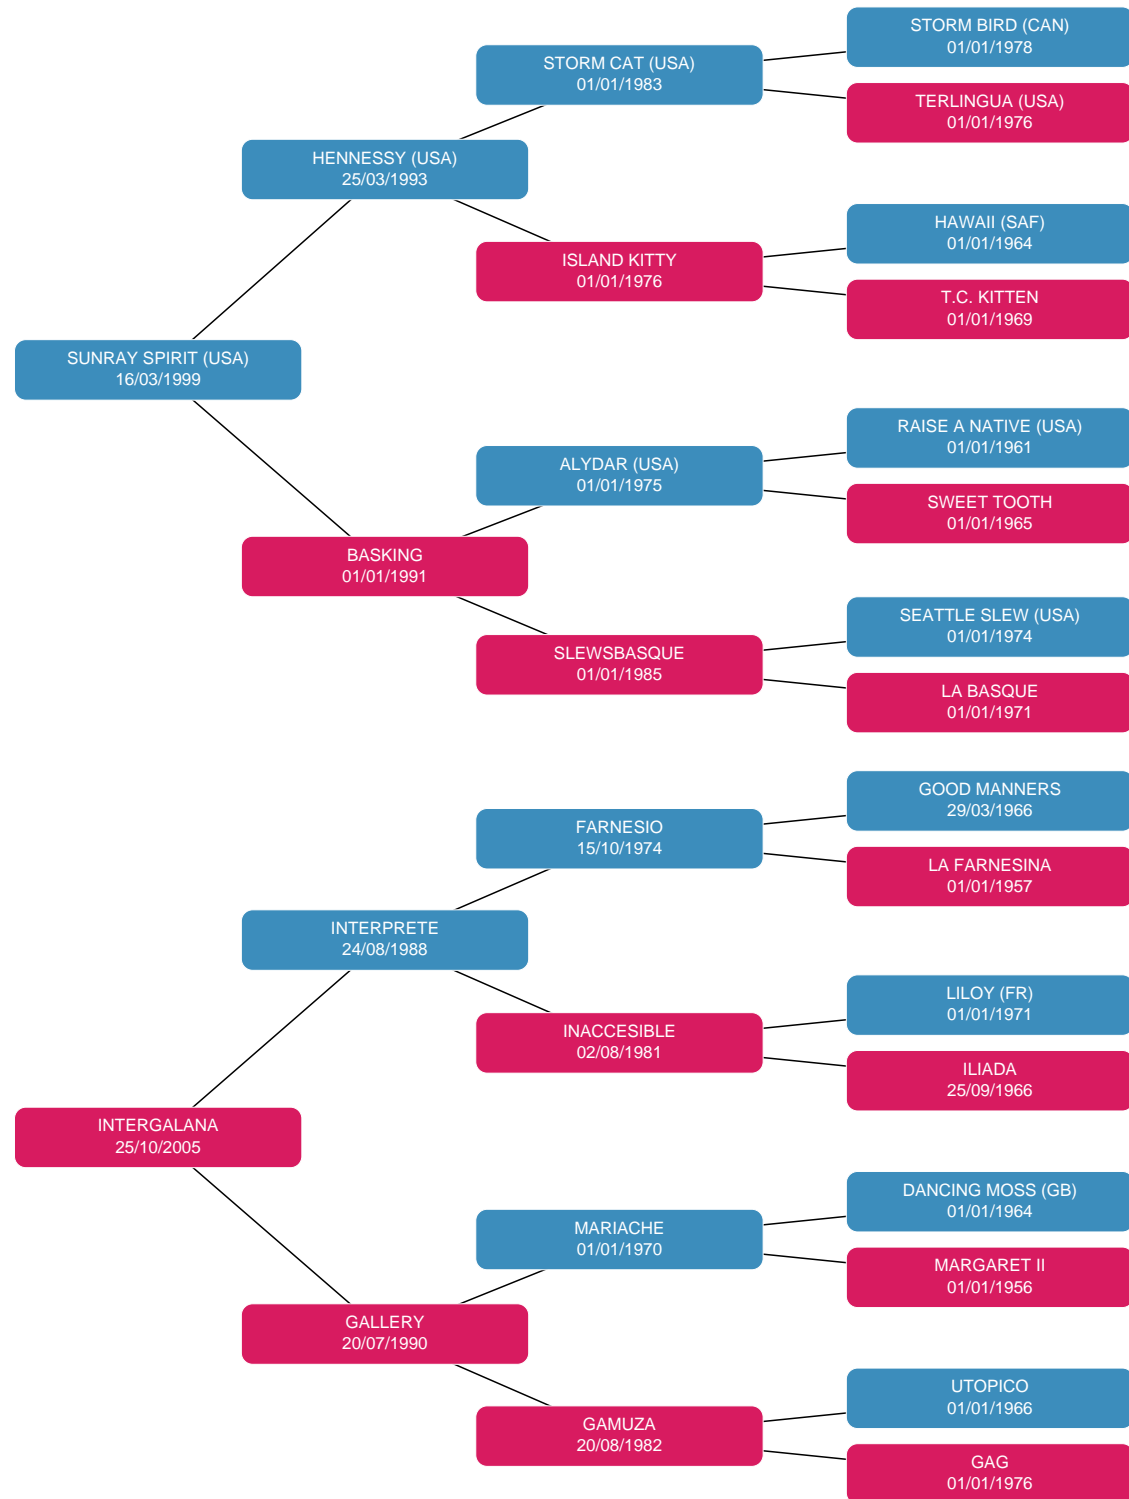 STORM BIRD (CAN)
01/01/1978
STORM CAT (USA)
01/01/1983
TERLINGUA (USA)
01/01/1976
HENNESSY (USA)
25/03/1993
HAWAII (SAF)
01/01/1964
ISLAND KITTY
01/01/1976
T.C. KITTEN
01/01/1969
SUNRAY SPIRIT (USA)
16/03/1999
RAISE A NATIVE (USA)
01/01/1961
ALYDAR (USA)
01/01/1975
SWEET TOOTH
01/01/1965
BASKING
01/01/1991
SEATTLE SLEW (USA)
01/01/1974
SLEWSBASQUE
01/01/1985
LA BASQUE
01/01/1971
GOOD MANNERS
29/03/1966
FARNESIO
15/10/1974
LA FARNESINA
01/01/1957
INTERPRETE
24/08/1988
LILOY (FR)
01/01/1971
INACCESIBLE
02/08/1981
ILIADA
25/09/1966
INTERGALANA
25/10/2005
DANCING MOSS (GB)
01/01/1964
MARIACHE
01/01/1970
MARGARET II
01/01/1956
GALLERY
20/07/1990
UTOPICO
01/01/1966
GAMUZA
20/08/1982
GAG
01/01/1976